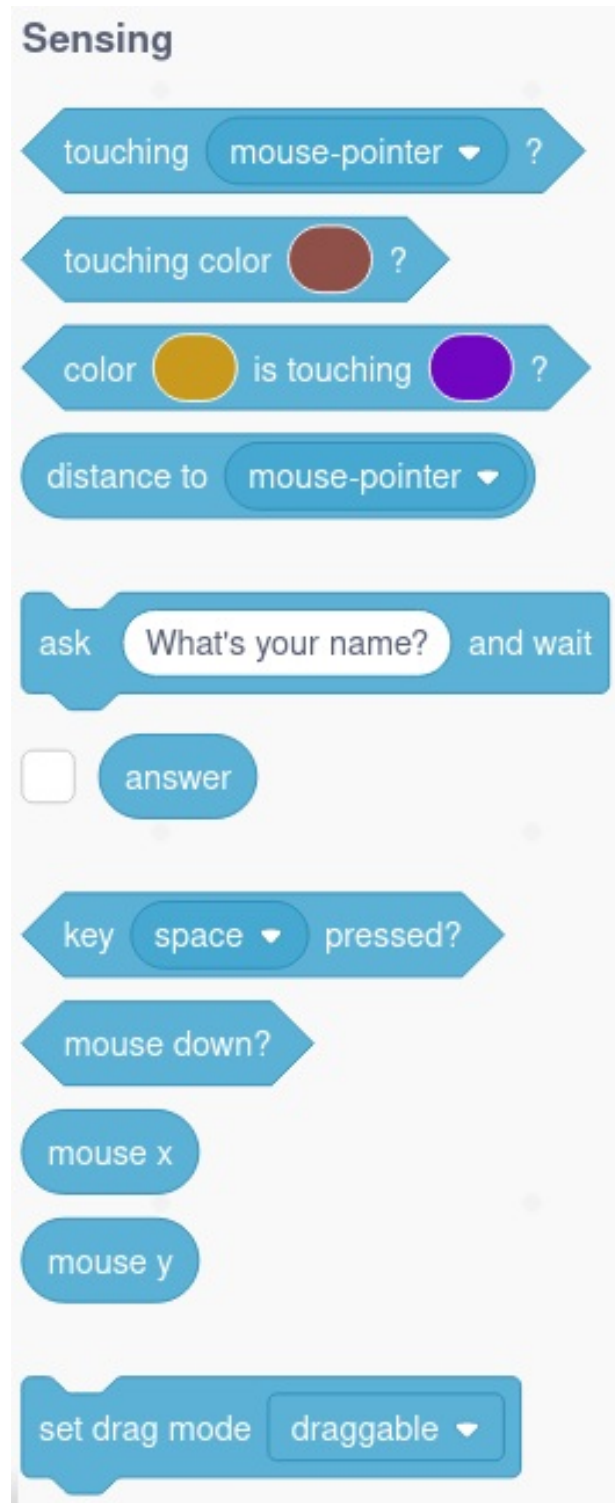 Sensing
touching mouse-pointer ?
touching color ?
color is touching ?
distance to mouse-pointer
ask What's your name? and wait
answer
key space pressed?
mouse down?
mouse x
mouse y
set drag mode draggable